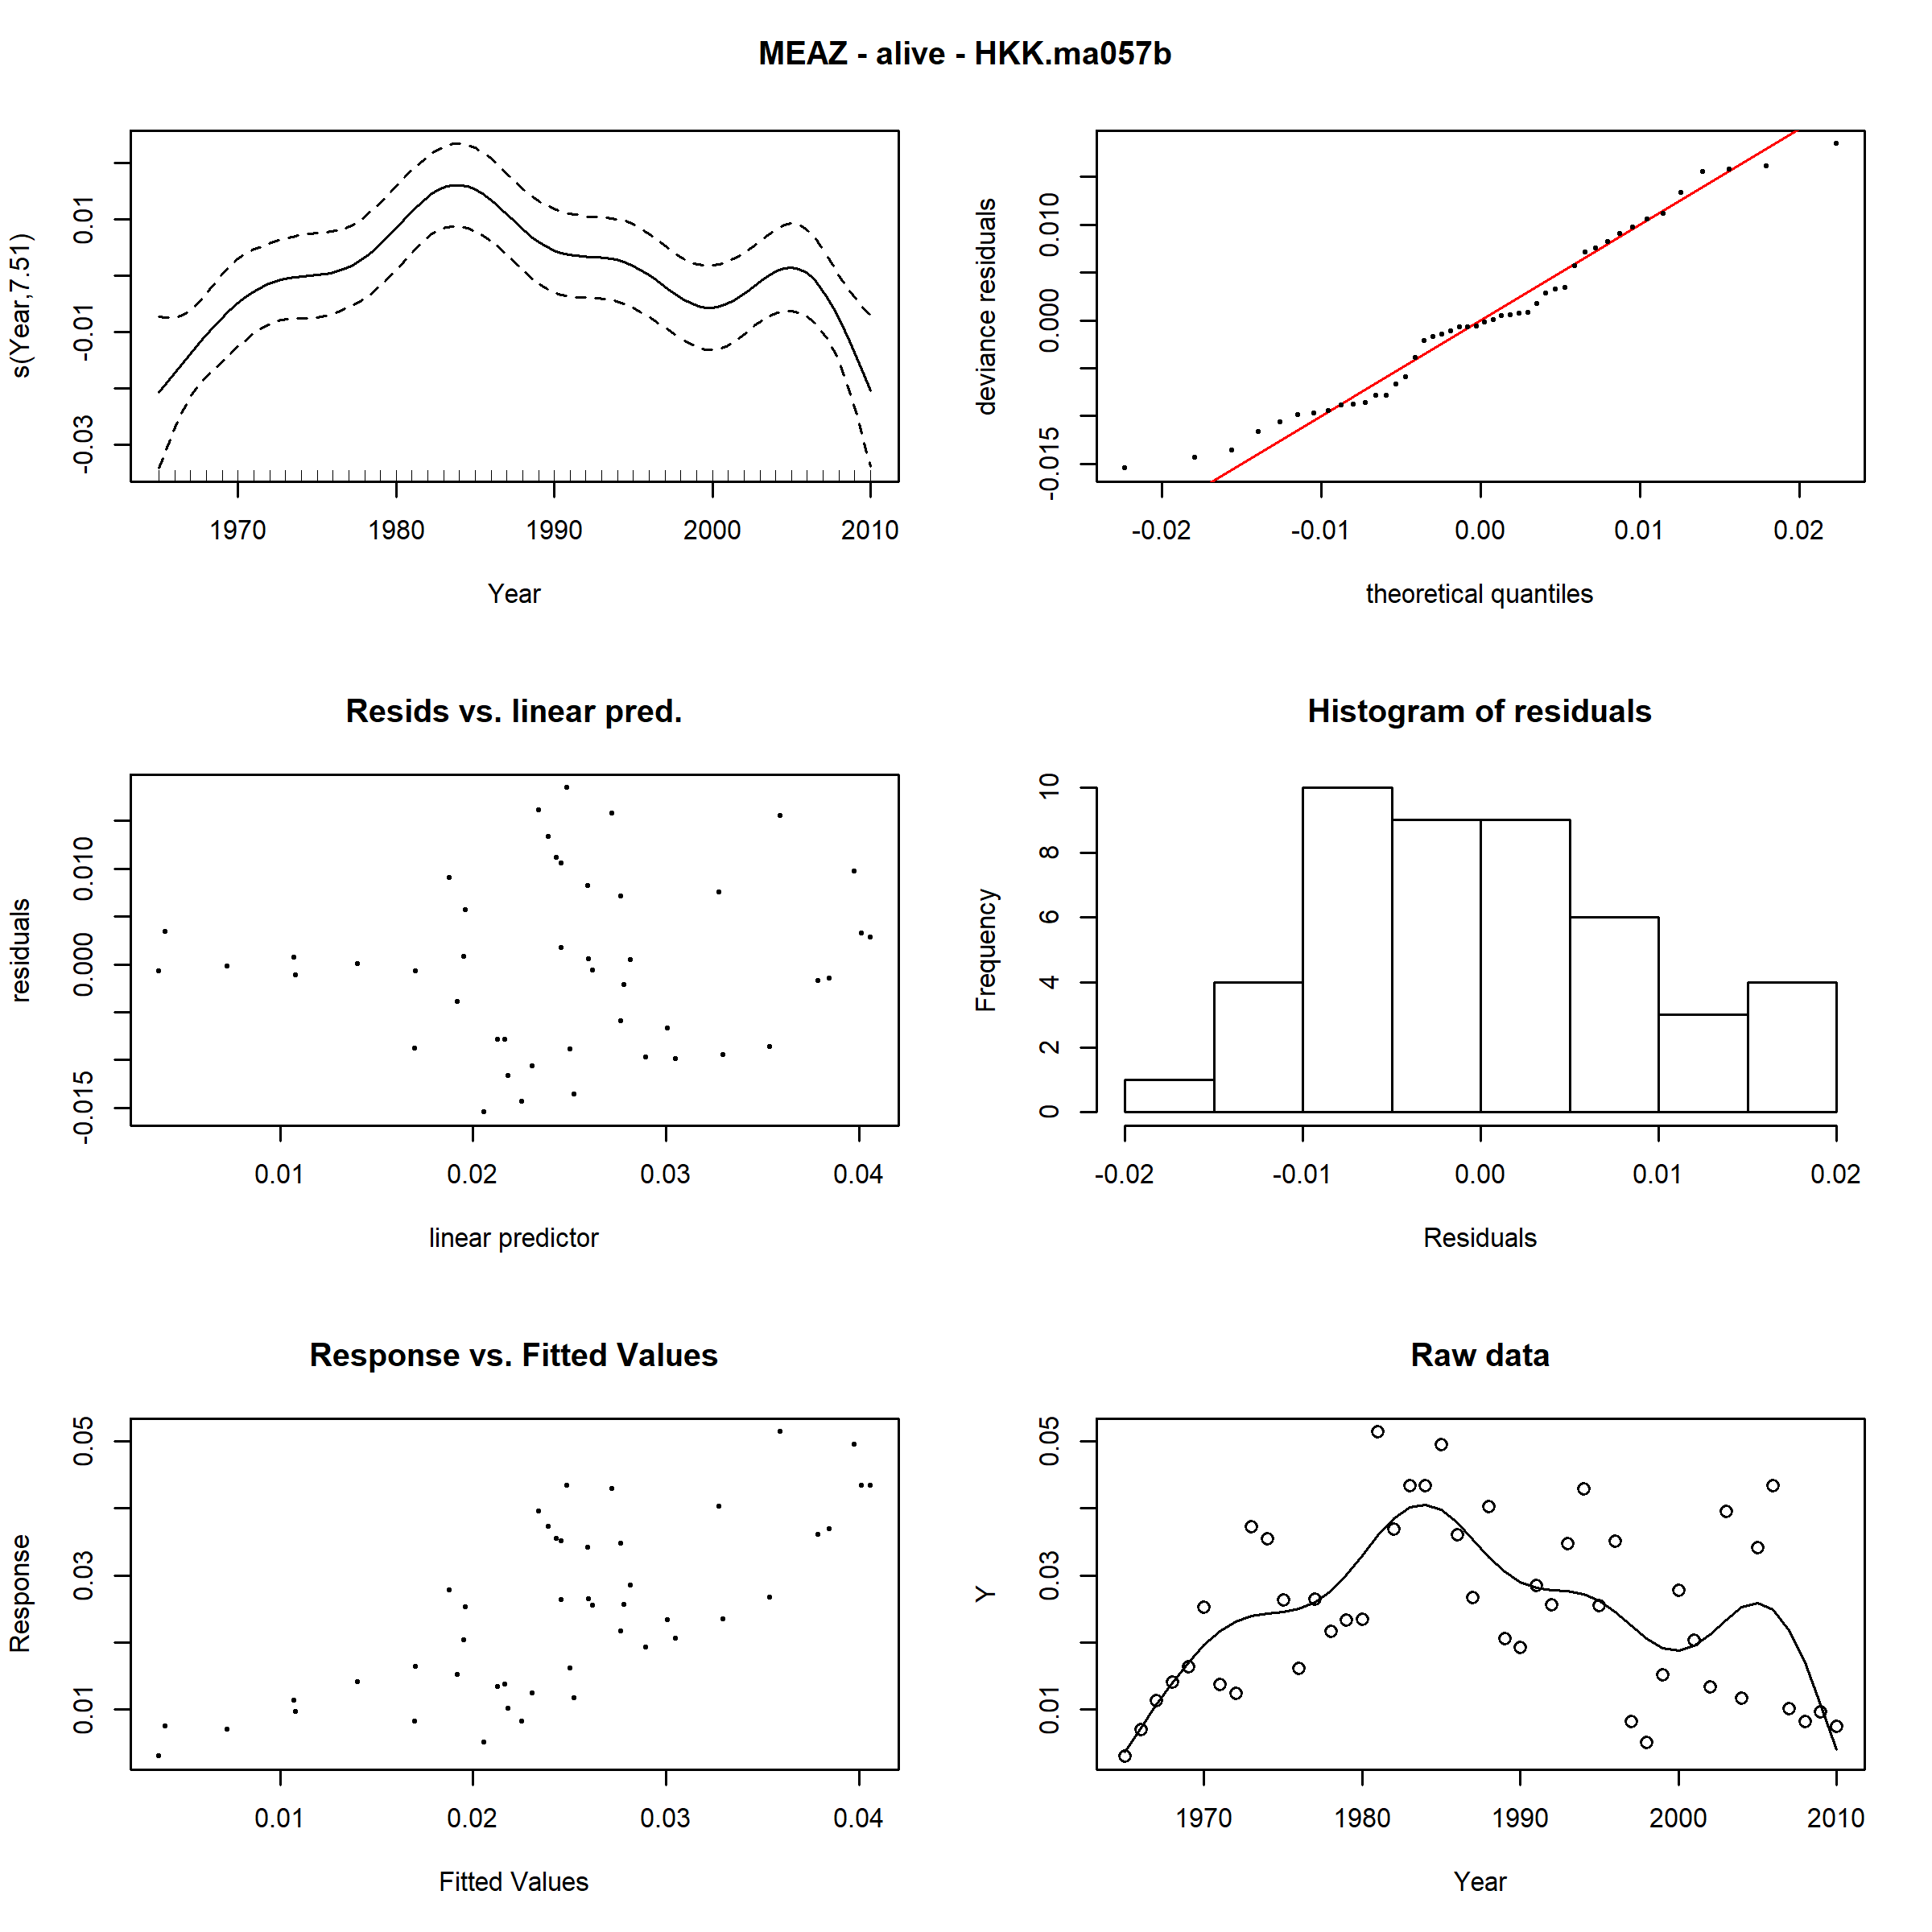 MEAZ - alive - HKK.ma057b
s(Year,7.51)
0.01
-0.01
-0.03
1970 1980 1990 2000 2010
Year
deviance residuals
0.010
0.000
-0.015
-0.02 -0.01 0.00 0.01 0.02
theoretical quantiles
Resids vs. linear pred.
residuals
0.010
0.000
-0.015
0.01 0.02 0.03 0.04
linear predictor
Histogram of residuals
Frequency
10
8
6
4
2
0
-0.02 -0.01 0.00 0.01 0.02
Residuals
Response vs. Fitted Values
Response
0.05
0.03
0.01
0.01 0.02 0.03 0.04
Fitted Values
Raw data
Y
0.05
0.03
0.01
1970 1980 1990 2000 2010
Year